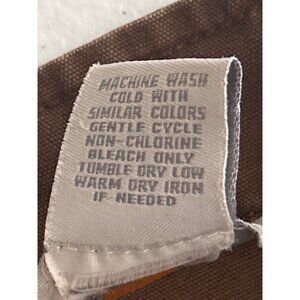 MACHINE WASH
COLD WITH
SIMILAR COLORS
GENTLE CYCLE
NON-CHLORINE
BLEACH ONLY
TUMBLE DRY LOW
WARM DRY IRON
IF NEEDED